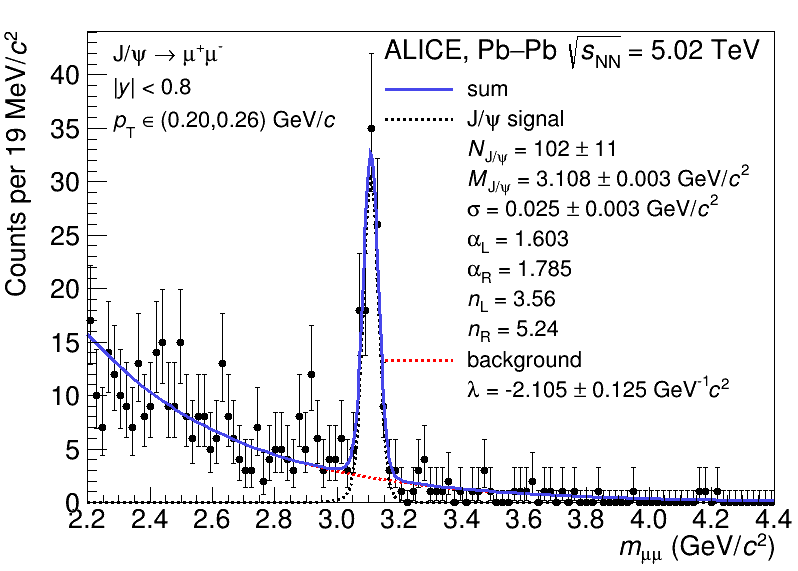 J/ψ → μ⁺μ⁻
|y| < 0.8
p_T ∈ (0.20,0.26) GeV/c
ALICE, Pb–Pb √s_NN = 5.02 TeV
sum
J/ψ signal
N_J/ψ = 102 ± 11
M_J/ψ = 3.108 ± 0.003 GeV/c²
σ = 0.025 ± 0.003 GeV/c²
α_L = 1.603
α_R = 1.785
n_L = 3.56
n_R = 5.24
background
λ = -2.105 ± 0.125 GeV⁻¹c²
Counts per 19 MeV/c²
40
35
30
25
20
15
10
5
0
2.2 2.4 2.6 2.8 3.0 3.2 3.4 3.6 3.8 4.0 4.2 4.4
m_μμ (GeV/c²)